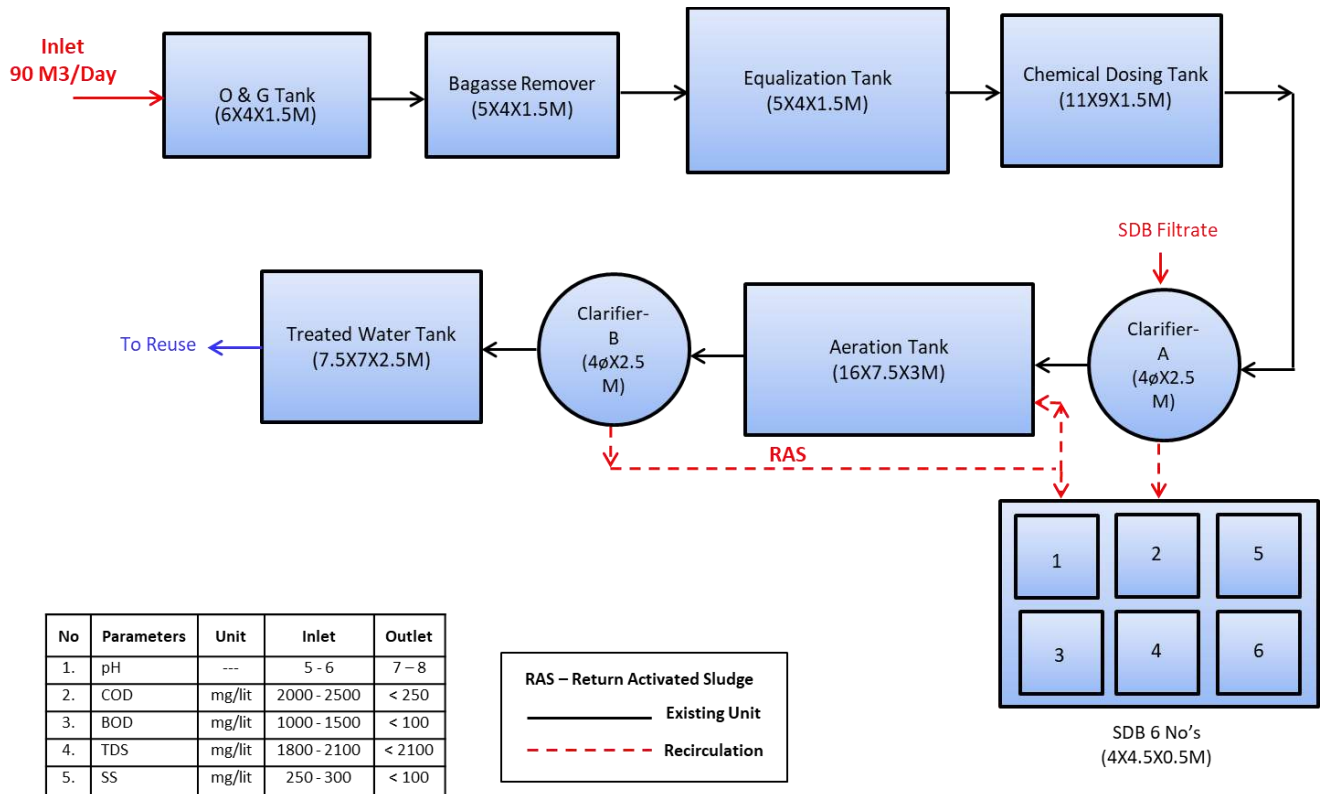 Inlet
90 M3/Day
O & G Tank
(6X4X1.5M)
Bagasse Remover
(5X4X1.5M)
Equalization Tank
(5X4X1.5M)
Chemical Dosing Tank
(11X9X1.5M)
SDB Filtrate
To Reuse
Treated Water Tank
(7.5X7X2.5M)
Clarifier-
B
(4øX2.5
M)
Aeration Tank
(16X7.5X3M)
Clarifier-
A
(4øX2.5
M)
RAS
1 2 5
3 4 6
SDB 6 No's
(4X4.5X0.5M)
No Parameters Unit Inlet Outlet
1. pH --- 5 - 6 7 – 8
2. COD mg/lit 2000 - 2500 < 250
3. BOD mg/lit 1000 - 1500 < 100
4. TDS mg/lit 1800 - 2100 < 2100
5. SS mg/lit 250 - 300 < 100
RAS – Return Activated Sludge
Existing Unit
Recirculation